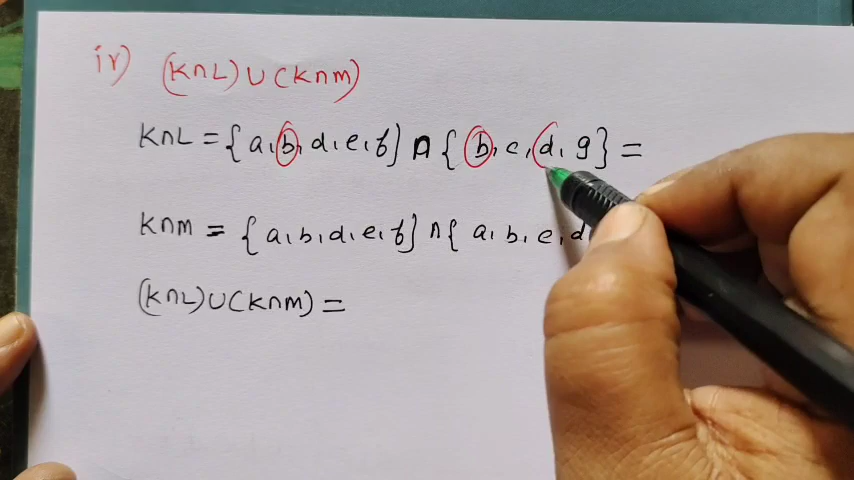 iv) (K∩L)∪(K∩M)
K∩L = {a, b, d, e, f} ∩ { b, c, d, g} =
K∩M = {a, b, d, e, f} ∩ { a, b, c, d
(K∩L)∪(K∩M) =